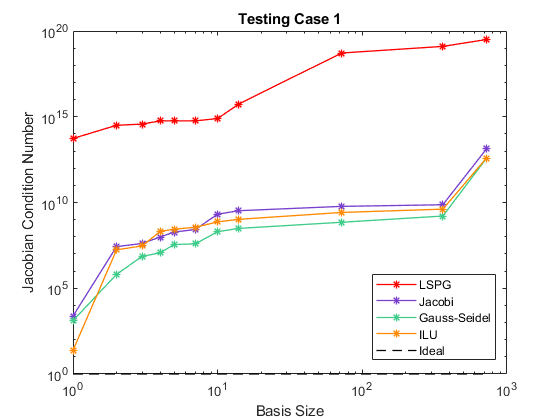 Testing Case 1
10^20
10^15
10^10
10^5
10^0
Jacobian Condition Number
LSPG
Jacobi
Gauss-Seidel
ILU
Ideal
10^0 10^1 10^2 10^3
Basis Size